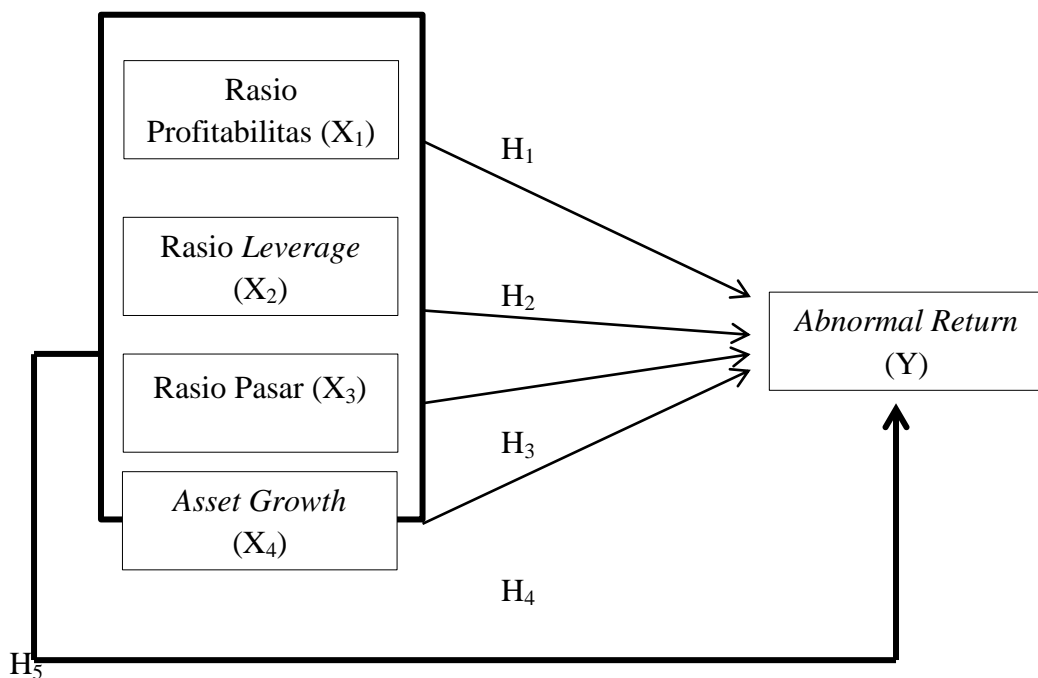 Rasio
Profitabilitas (X₁)
H₁
Rasio Leverage
(X₂)
H₂
Abnormal Return
(Y)
Rasio Pasar (X₃)
H₃
Asset Growth
(X₄)
H₄
H₅